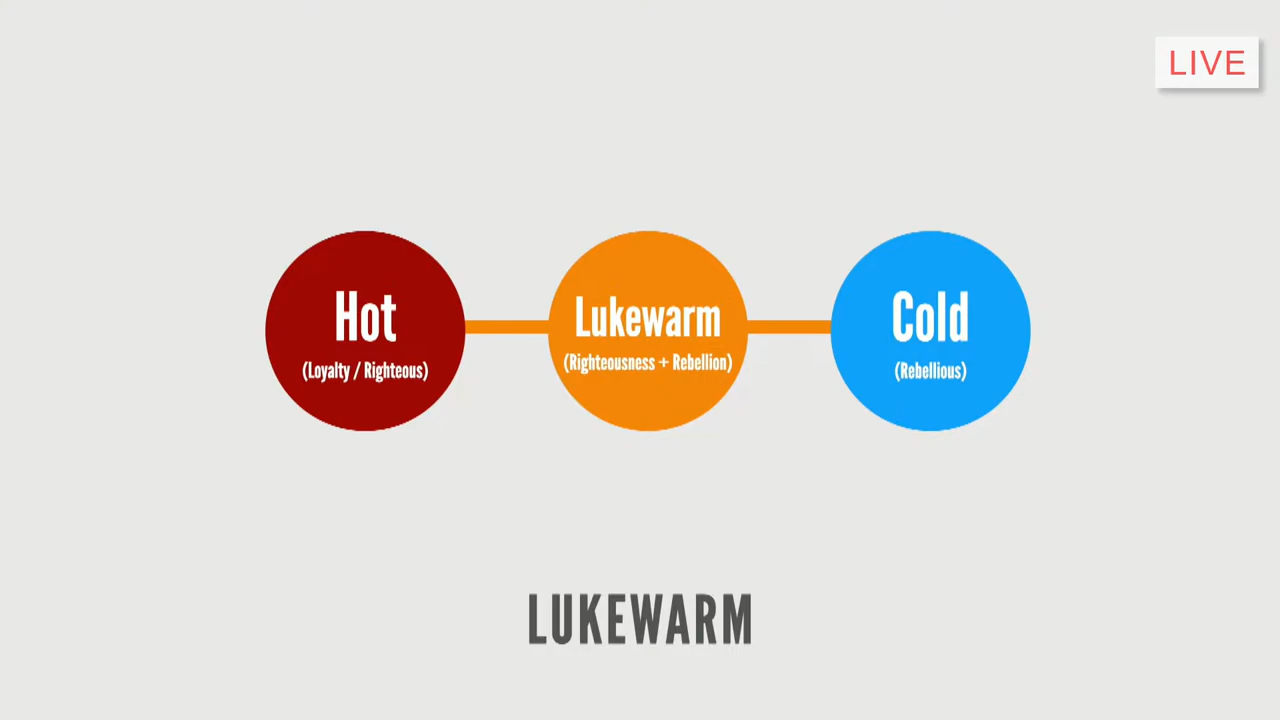 LIVE
Hot
(Loyalty / Righteous)
Lukewarm
(Righteousness + Rebellion)
Cold
(Rebellious)
LUKEWARM